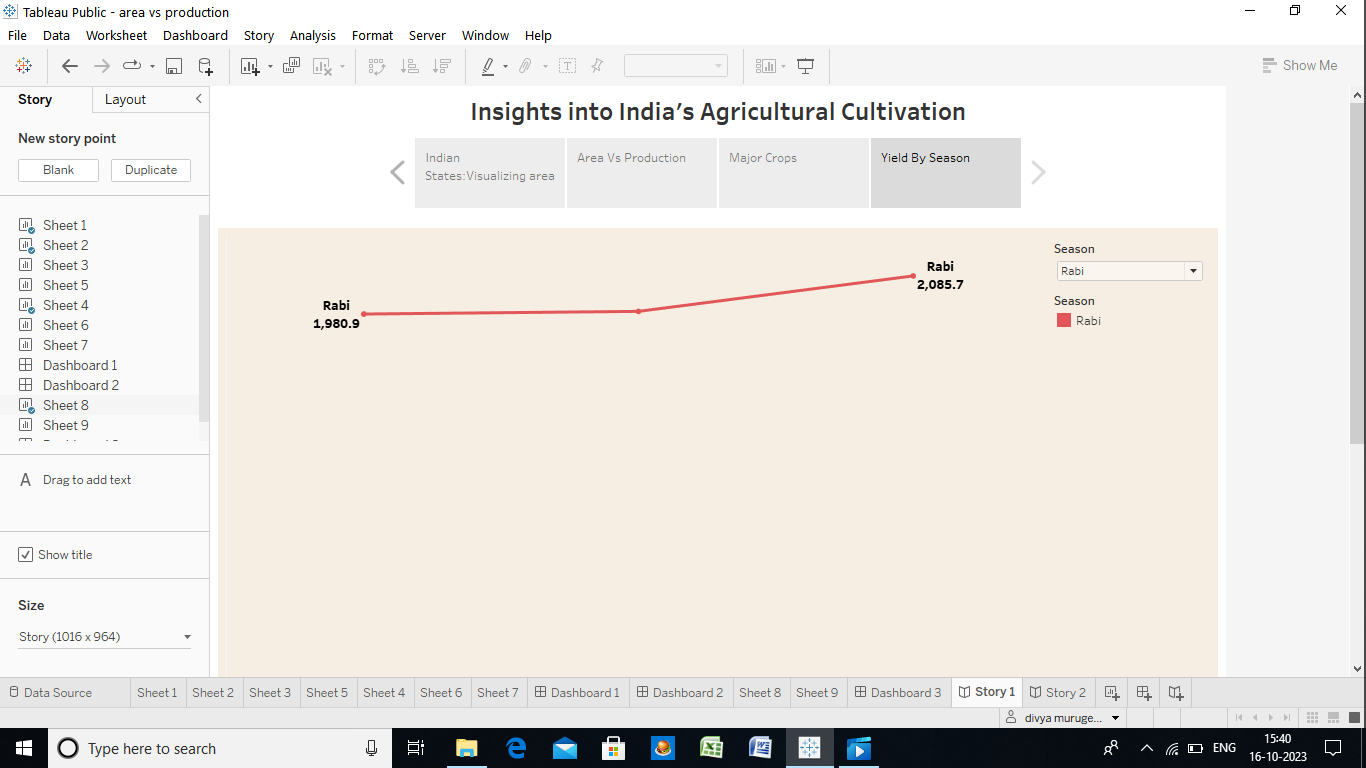 Tableau Public - area vs production
File Data Worksheet Dashboard Story Analysis Format Server Window Help
Show Me
Story Layout
New story point
Blank Duplicate
Sheet 1
Sheet 2
Sheet 3
Sheet 5
Sheet 4
Sheet 6
Sheet 7
Dashboard 1
Dashboard 2
Sheet 8
Sheet 9
A Drag to add text
Show title
Size
Story (1016 x 964)
Insights into India's Agricultural Cultivation
Indian
States:Visualizing area
Area Vs Production
Major Crops
Yield By Season
Rabi
1,980.9
Rabi
2,085.7
Season
Rabi
Season
Rabi
Data Source Sheet 1 Sheet 2 Sheet 3 Sheet 5 Sheet 4 Sheet 6 Sheet 7 Dashboard 1 Dashboard 2 Sheet 8 Sheet 9 Dashboard 3 Story 1 Story 2
divya muruge...
Type here to search
ENG
15:40
16-10-2023